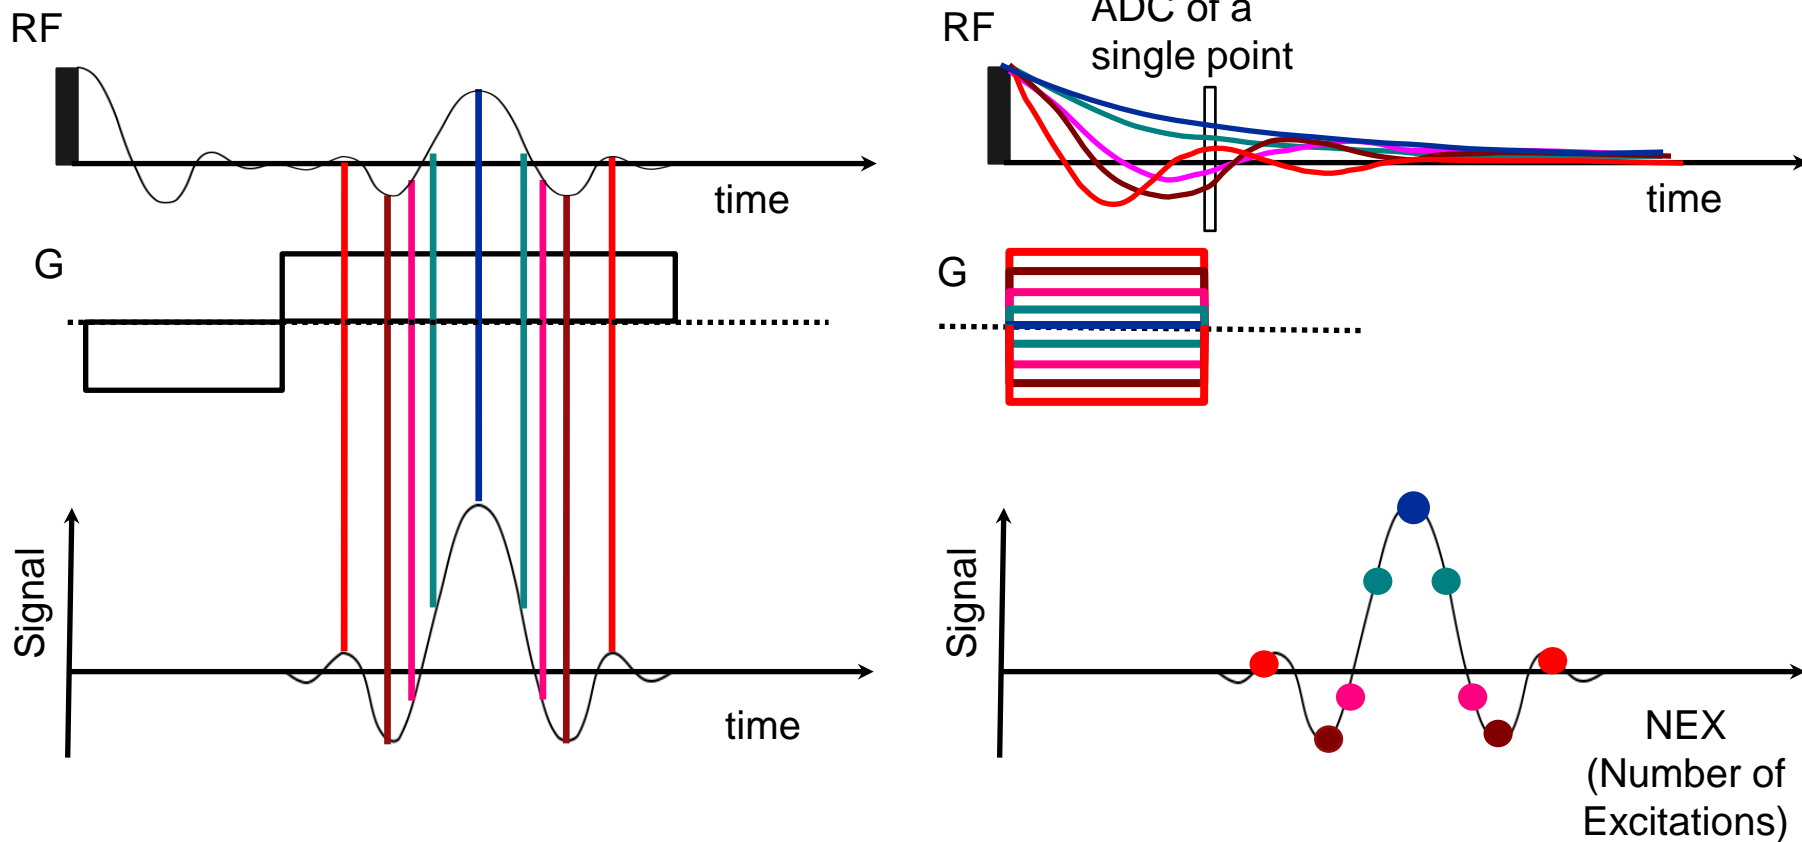 RF
time
G
Signal
time
RF
ADC of a
single point
time
G
Signal
NEX
(Number of
Excitations)